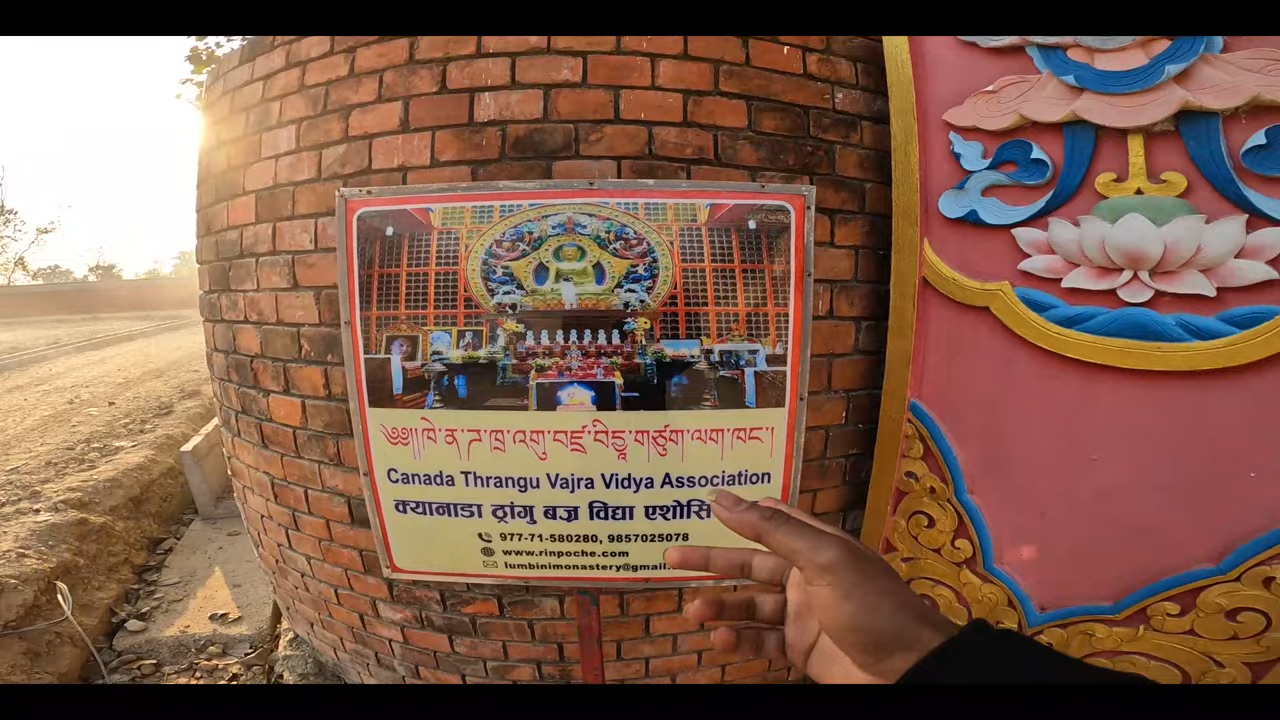 ༄༅།།ཁེ་ན་ཌ་ཁྲ་འགུ་བཛྲ་བིདྱཱ་གཙུག་ལག་ཁང་།
Canada Thrangu Vajra Vidya Association
क्यानाडा ठ्रांगु बज्र विद्या एशोसि
977-71-580280, 9857025078
www.rinpoche.com
lumbinimonastery@gmail.